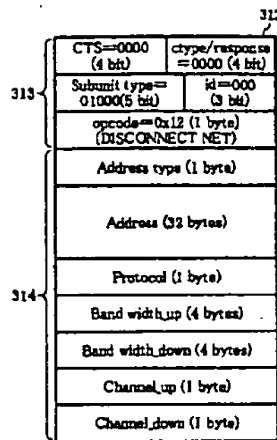 312
CTS=0000
(4 bit)
ctype/response
=0000 (4 bit)
313
Subunit type=
01000(5 bit)
id=000
(3 bit)
opcode=0x12 (1 byte)
(DISCONNECT NET)
Address type (1 byte)
Address (32 bytes)
Protocol (1 byte)
314
Band width_up (4 bytes)
Band width_down (4 bytes)
Channel_up (1 byte)
Channel_down (1 byte)